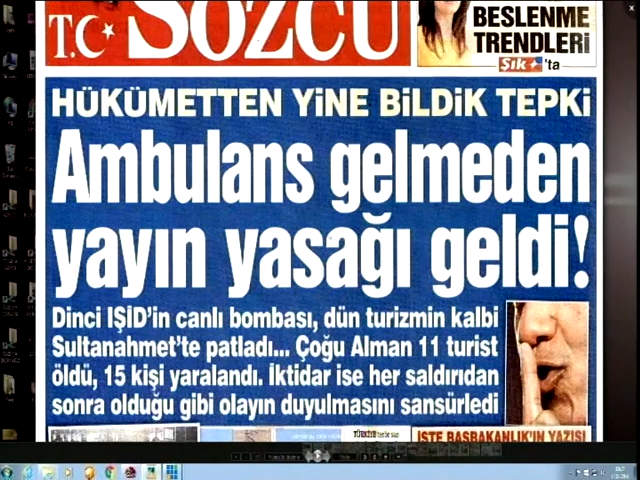 T.C
SÖZCÜ
BESLENME
TRENDLERİ
Şık 'ta
HÜKÜMETTEN YİNE BİLDİK TEPKİ
Ambulans gelmeden
yayın yasağı geldi!
Dinci IŞİD'in canlı bombası, dün turizmin kalbi
Sultanahmet'te patladı... Çoğu Alman 11 turist
öldü, 15 kişi yaralandı. İktidar ise her saldırıdan
sonra olduğu gibi olayın duyulmasını sansürledi
İŞTE BAŞBAKANLIK'IN YAZISI